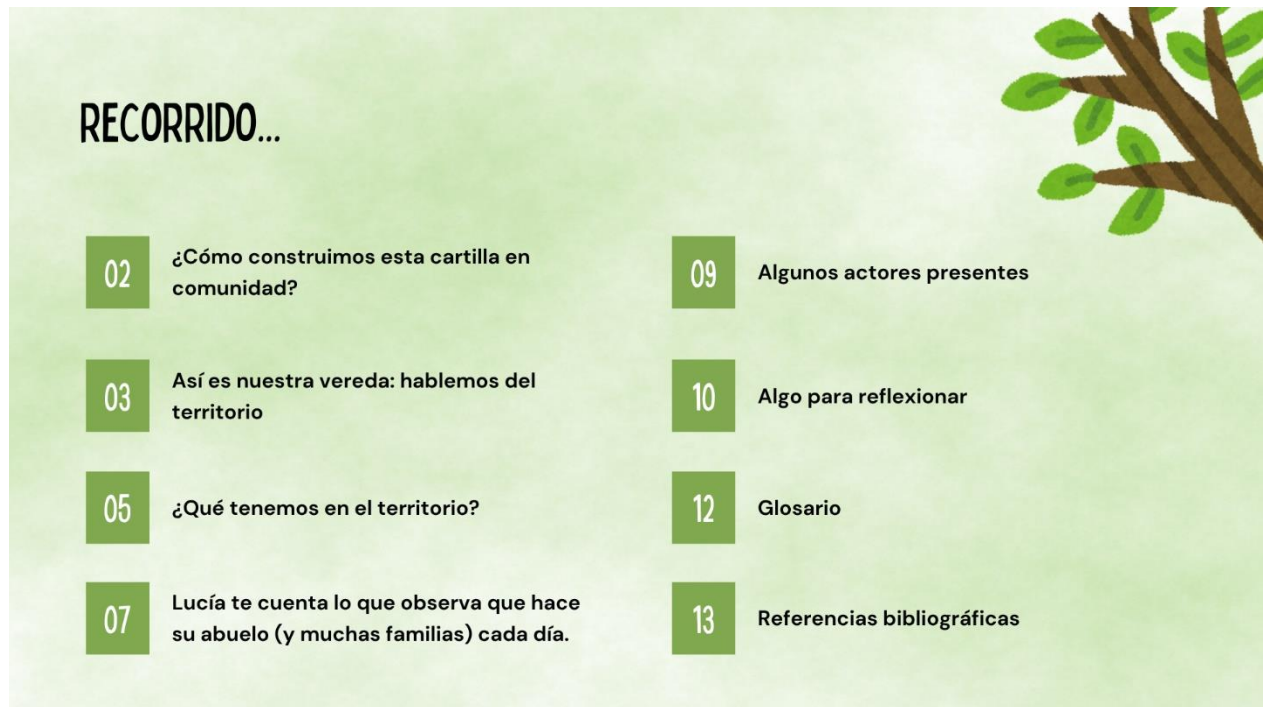 RECORRIDO...
02
¿Cómo construimos esta cartilla en
comunidad?
03
Así es nuestra vereda: hablemos del
territorio
05
¿Qué tenemos en el territorio?
07
Lucía te cuenta lo que observa que hace
su abuelo (y muchas familias) cada día.
09
Algunos actores presentes
10
Algo para reflexionar
12
Glosario
13
Referencias bibliográficas